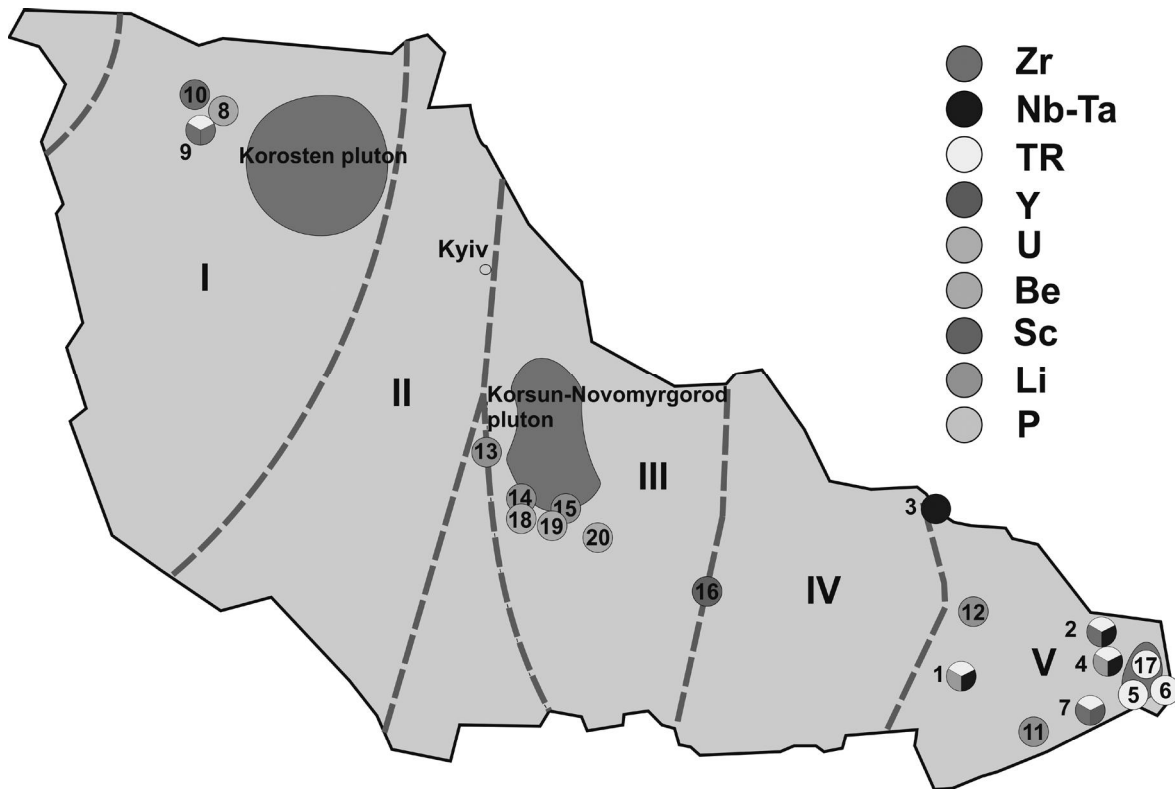 Zr
Nb-Ta
TR
Y
U
Be
Sc
Li
P
10
8
9
Korosten pluton
Kyiv
I
II
Korsun-Novomyrgorod
pluton
13
III
14
15
18
19
20
3
16
IV
12
2
V
4
17
1
5
6
7
11